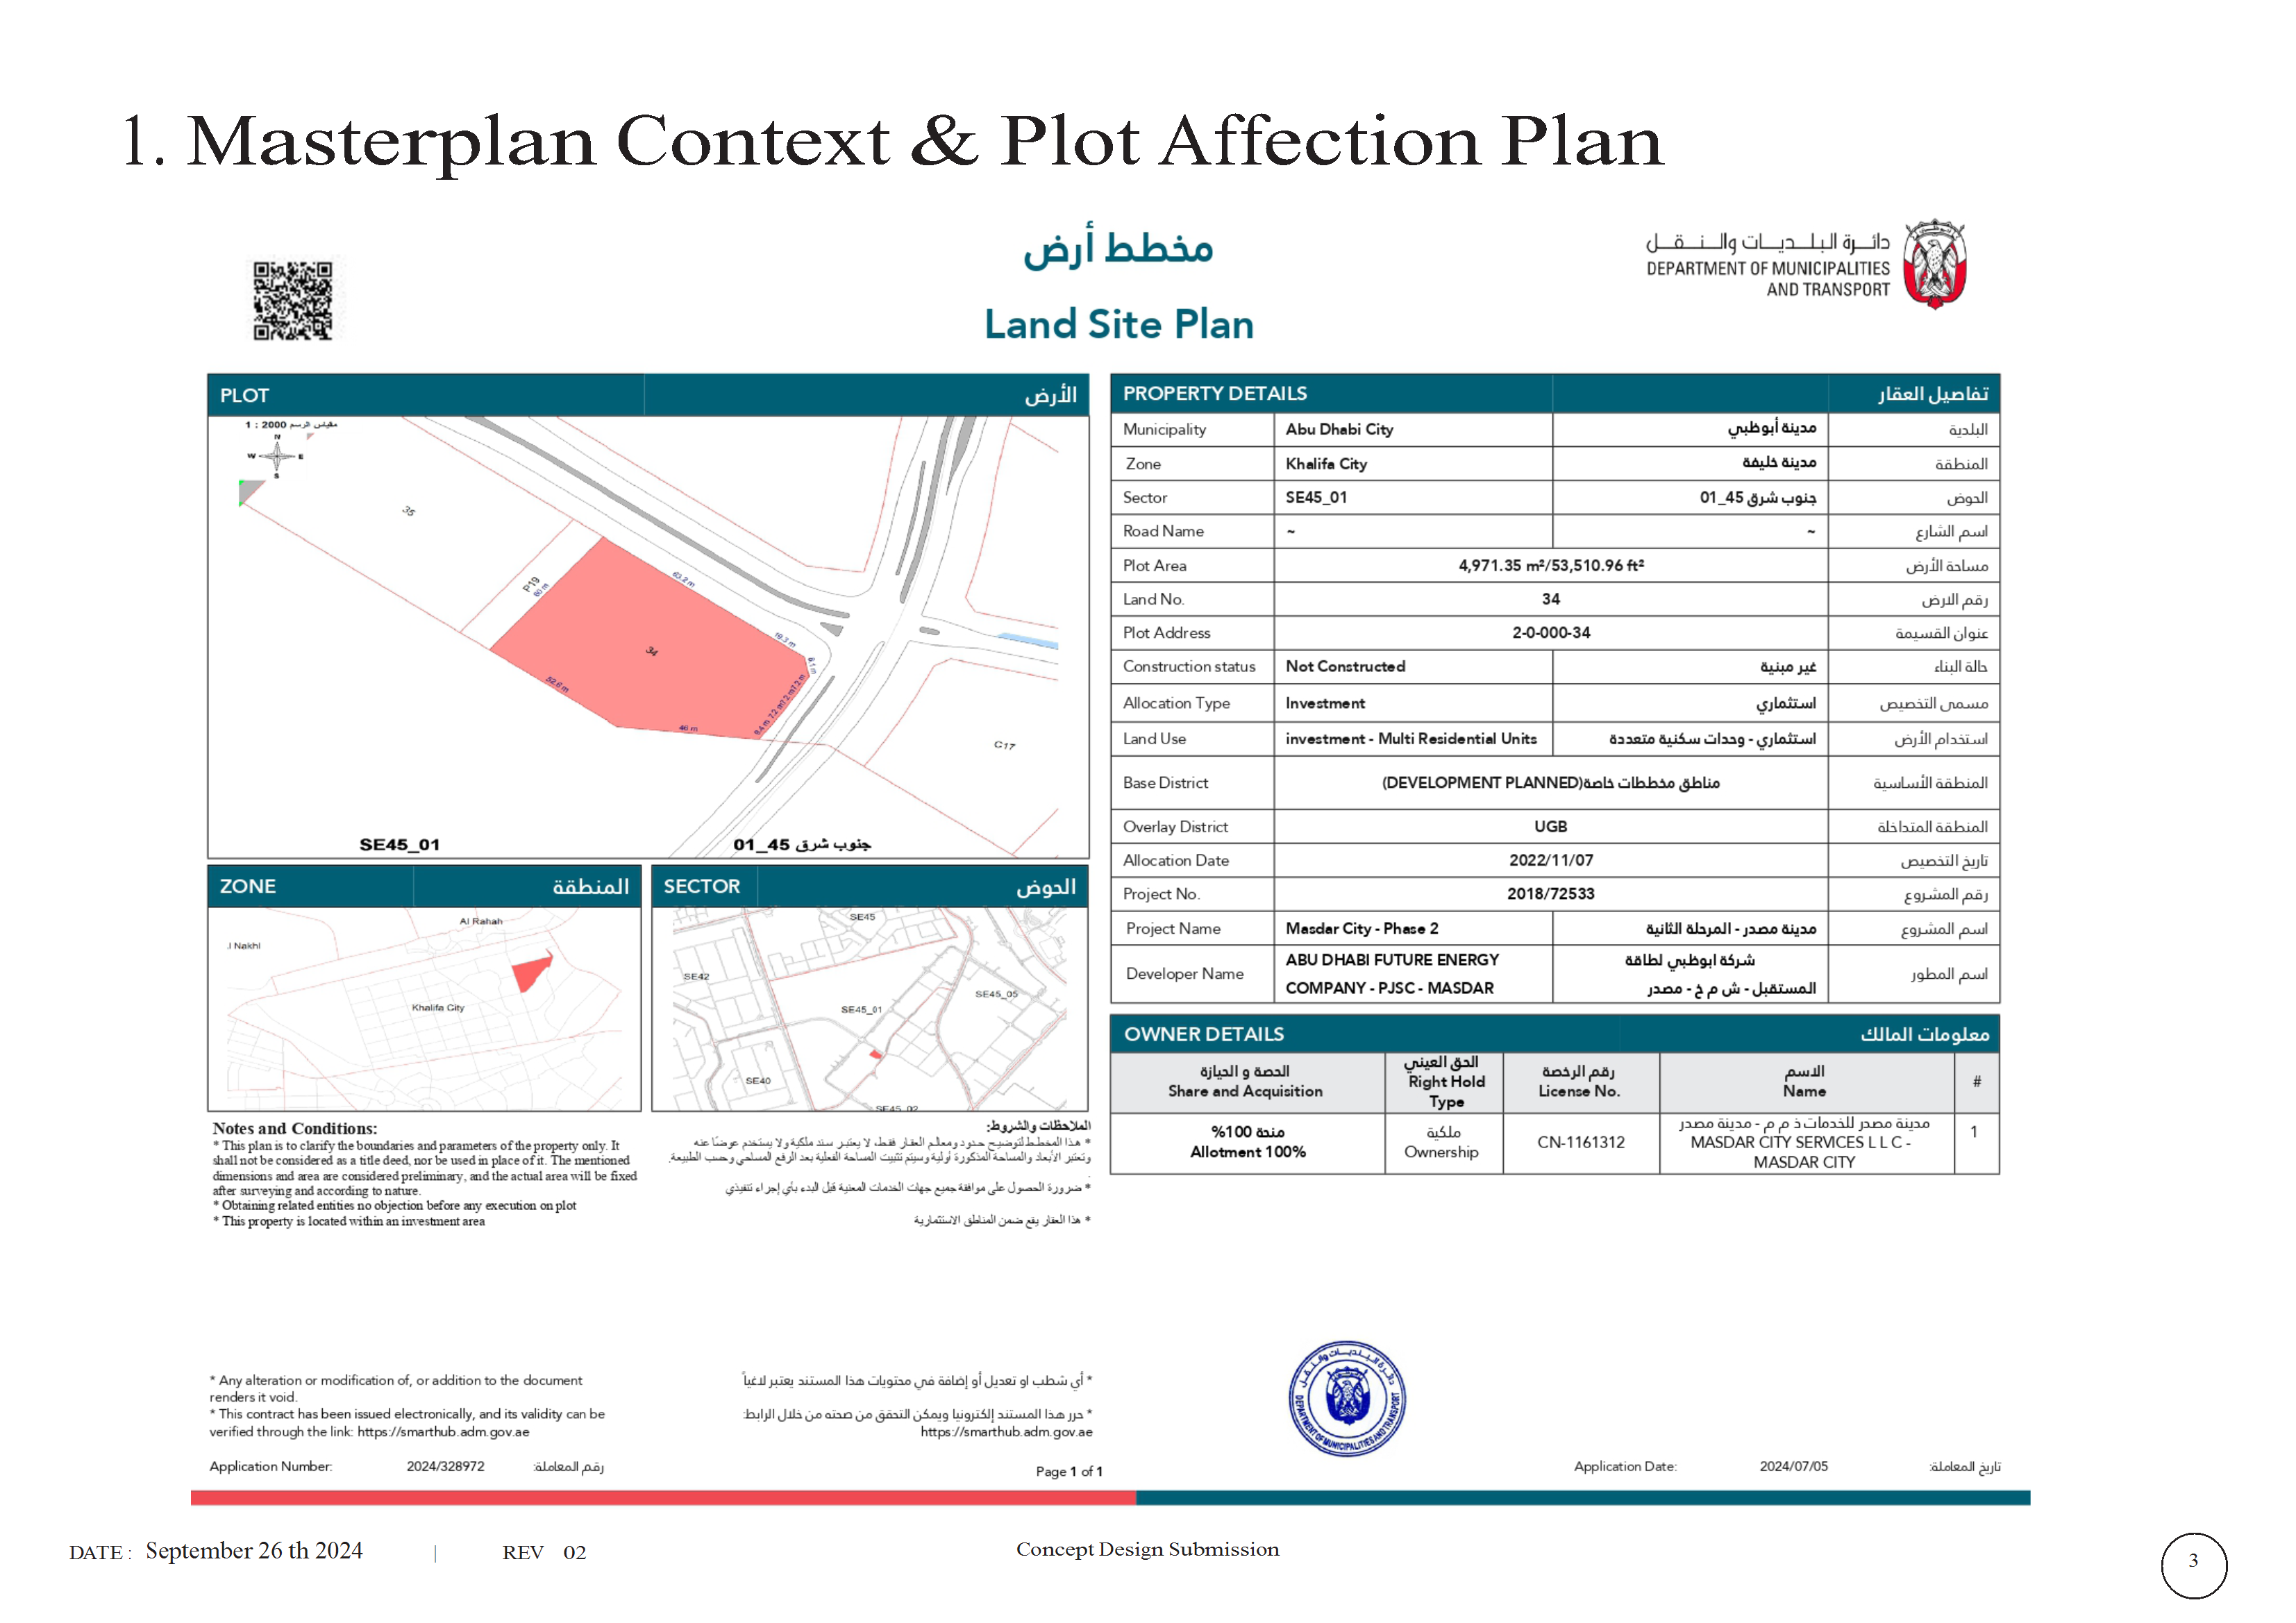 1. Masterplan Context & Plot Affection Plan
مخطط أرض
Land Site Plan
دائـــرة البـلـــديـــات والـنـــقـــل
DEPARTMENT OF MUNICIPALITIES
AND TRANSPORT
PLOT الأرض
1 : 2000 مقياس الرسم
N
W E
S
35
P19
60 m
63.2 m
19.3 m
8.1 m
34
52.6 m
46 m
C17
SE45_01 جنوب شرق 45_01
ZONE المنطقة
Al Rahah
.l Nakhl
Khalifa City
SECTOR الحوض
SE45
SE42
SE45_05
SE45_01
SE40
SE45_02
Notes and Conditions:
* This plan is to clarify the boundaries and parameters of the property only. It
shall not be considered as a title deed, nor be used in place of it. The mentioned
dimensions and area are considered preliminary, and the actual area will be fixed
after surveying and according to nature.
* Obtaining related entities no objection before any execution on plot
* This property is located within an investment area
الملاحظات والشروط:
* هذا المخطط لتوضيح حدود ومعالم العقار فقط، لا يعتبر سند ملكية ولا يستخدم عوضًا عنه
وتعتبر الأبعاد والمساحة المذكورة أولية وسيتم تثبيت المساحة الفعلية بعد الرفع المساحي وحسب الطبيعة.
* ضرورة الحصول على موافقة جميع جهات الخدمات المعنية قبل البدء بأي إجراء تنفيذي
* هذا العقار يقع ضمن المناطق الاستثمارية
PROPERTY DETAILS تفاصيل العقار
Municipality Abu Dhabi City مدينة أبوظبي البلدية
Zone Khalifa City مدينة خليفة المنطقة
Sector SE45_01 جنوب شرق 45_01 الحوض
Road Name ~ ~ اسم الشارع
Plot Area 4,971.35 m²/53,510.96 ft² مساحة الأرض
Land No. 34 رقم الارض
Plot Address 2-0-000-34 عنوان القسيمة
Construction status Not Constructed غير مبنية حالة البناء
Allocation Type Investment استثماري مسمى التخصيص
Land Use investment - Multi Residential Units استثماري - وحدات سكنية متعددة استخدام الأرض
Base District مناطق مخططات خاصة(DEVELOPMENT PLANNED) المنطقة الأساسية
Overlay District UGB المنطقة المتداخلة
Allocation Date 2022/11/07 تاريخ التخصيص
Project No. 2018/72533 رقم المشروع
Project Name Masdar City - Phase 2 مدينة مصدر - المرحلة الثانية اسم المشروع
Developer Name ABU DHABI FUTURE ENERGY COMPANY - PJSC - MASDAR شركة ابوظبي لطاقة المستقبل - ش م خ - مصدر اسم المطور
OWNER DETAILS معلومات المالك
الحصة و الحيازة الحق العيني رقم الرخصة الاسم
Share and Acquisition Right Hold Type License No. Name #
منحة 100% ملكية مدينة مصدر للخدمات ذ م م - مدينة مصدر
Allotment 100% Ownership CN-1161312 MASDAR CITY SERVICES L L C - MASDAR CITY 1
* Any alteration or modification of, or addition to the document
renders it void.
* This contract has been issued electronically, and its validity can be
verified through the link: https://smarthub.adm.gov.ae
* أي شطب او تعديل أو إضافة في محتويات هذا المستند يعتبر لاغياً
* حرر هذا المستند إلكترونيا ويمكن التحقق من صحته من خلال الرابط:
https://smarthub.adm.gov.ae
دائـرة البـلـديـات والنـقـل
DEPARTMENT OF MUNICIPALITIES AND TRANSPORT
Application Number: 2024/328972 رقم المعاملة:
Page 1 of 1
Application Date: 2024/07/05 تاريخ المعاملة:
DATE : September 26 th 2024 | REV 02
Concept Design Submission
3